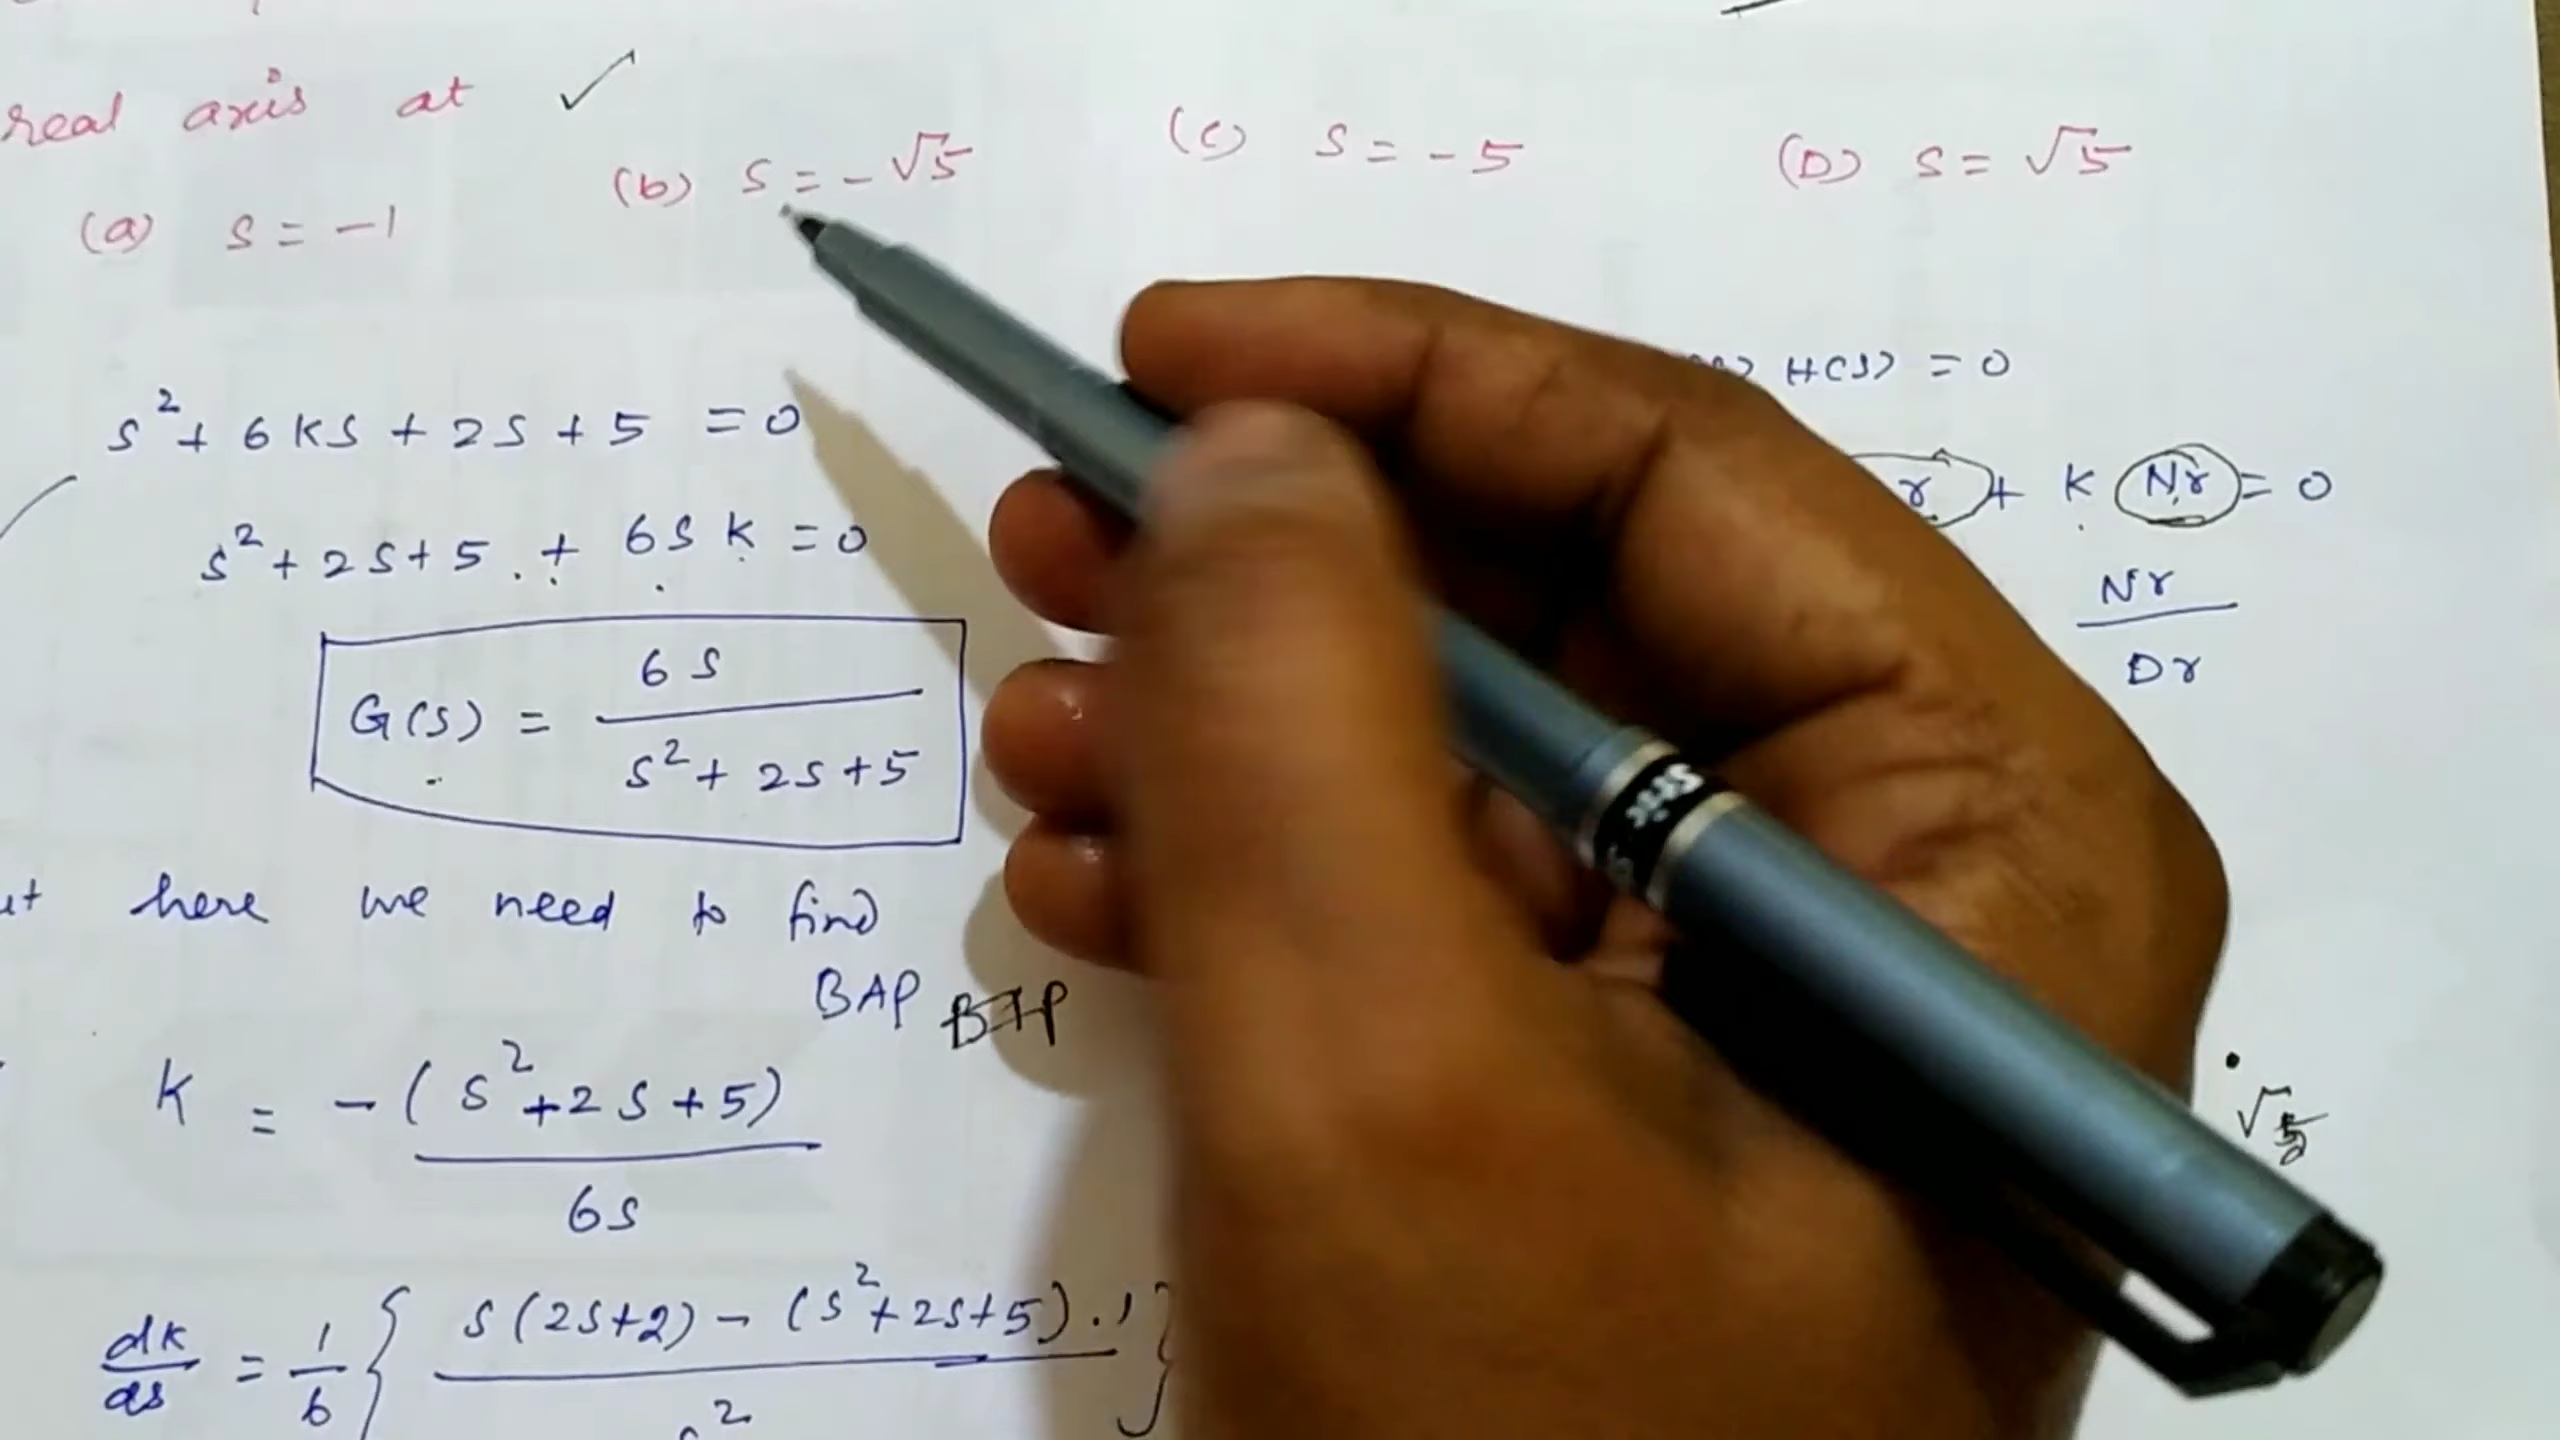 real axis at ✓
(a) s = -1 (b) s = -√5 (c) s = -5 (D) s = √5
s² + 6ks + 2s + 5 = 0
s² + 2s + 5 + 6s k = 0
G(s) = 6s / s² + 2s + 5
here we need to find
BAP
k = -(s² + 2s + 5) / 6s
dk/ds = 1/6 { s(2s+2) - (s² + 2s + 5).1 }
H(s) = 0
+ k Nr = 0
Nr
Dr
√5